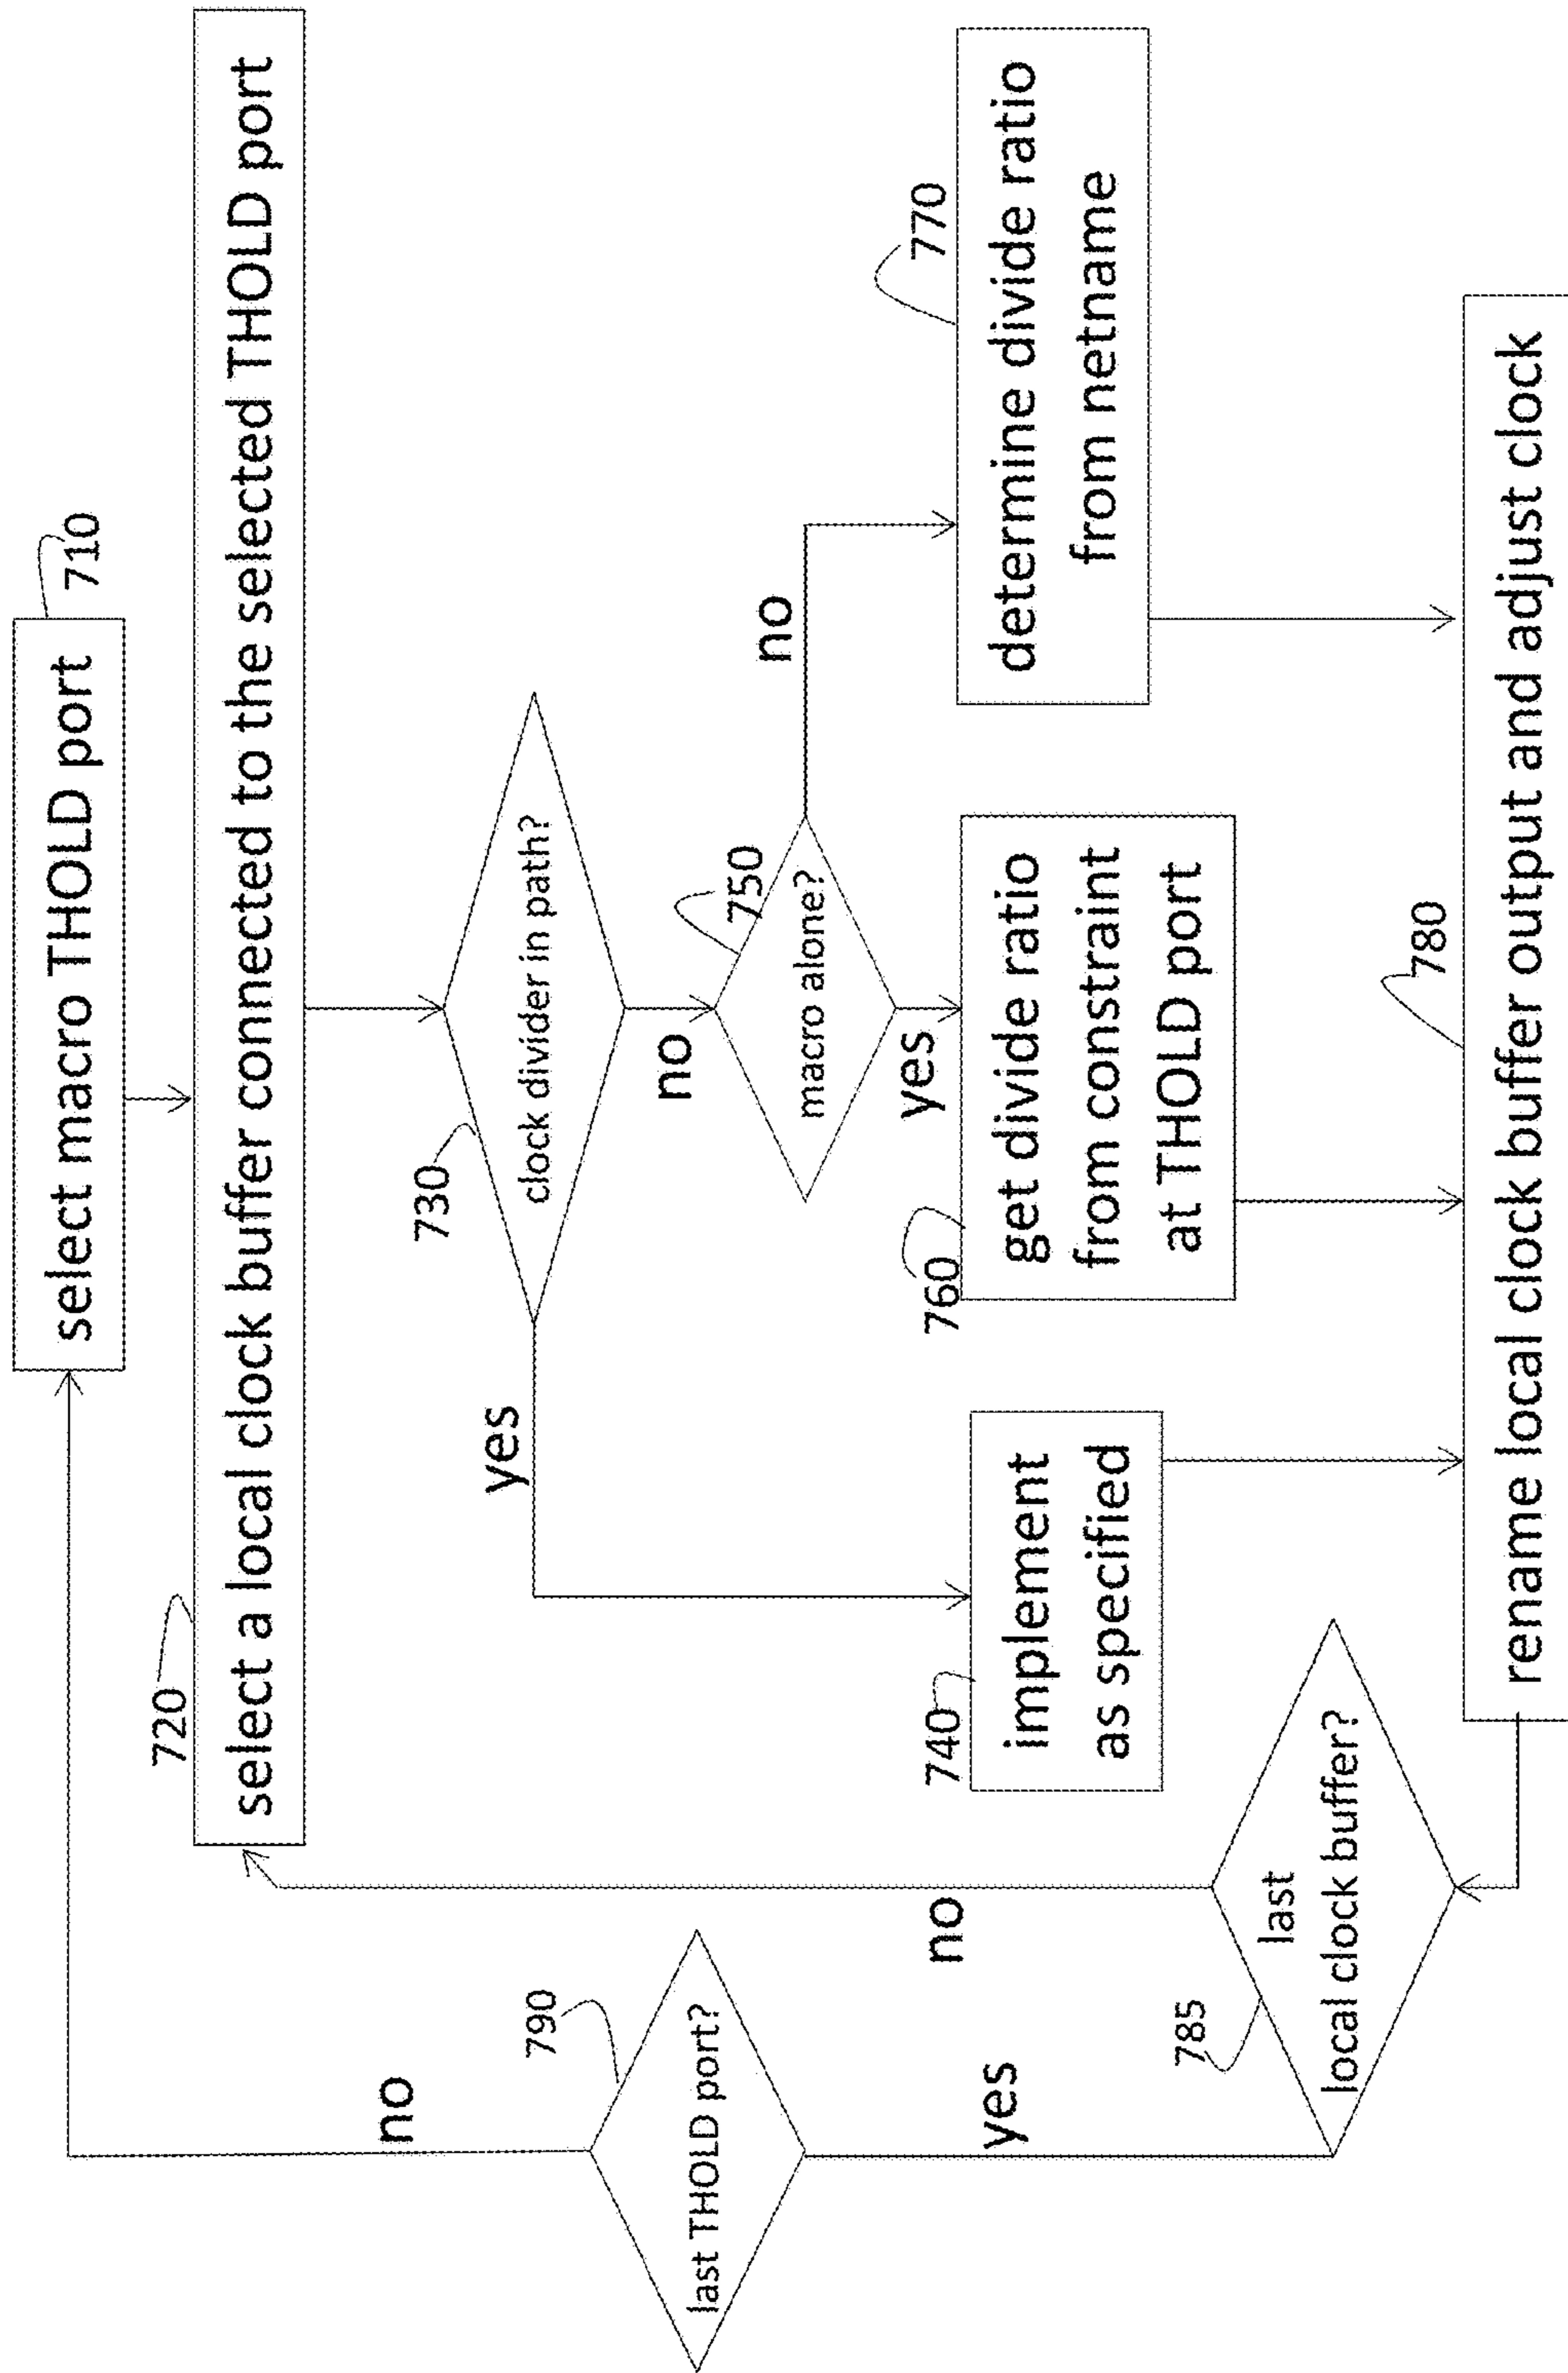 select macro THOLD port
710
720
select a local clock buffer connected to the selected THOLD port
730
clock divider in path?
yes
no
750
macro alone?
no
yes
740
implement
as specified
760
get divide ratio
from constraint
at THOLD port
770
determine divide ratio
from netname
780
rename local clock buffer output and adjust clock
785
last
local clock buffer?
no
yes
790
last THOLD port?
no